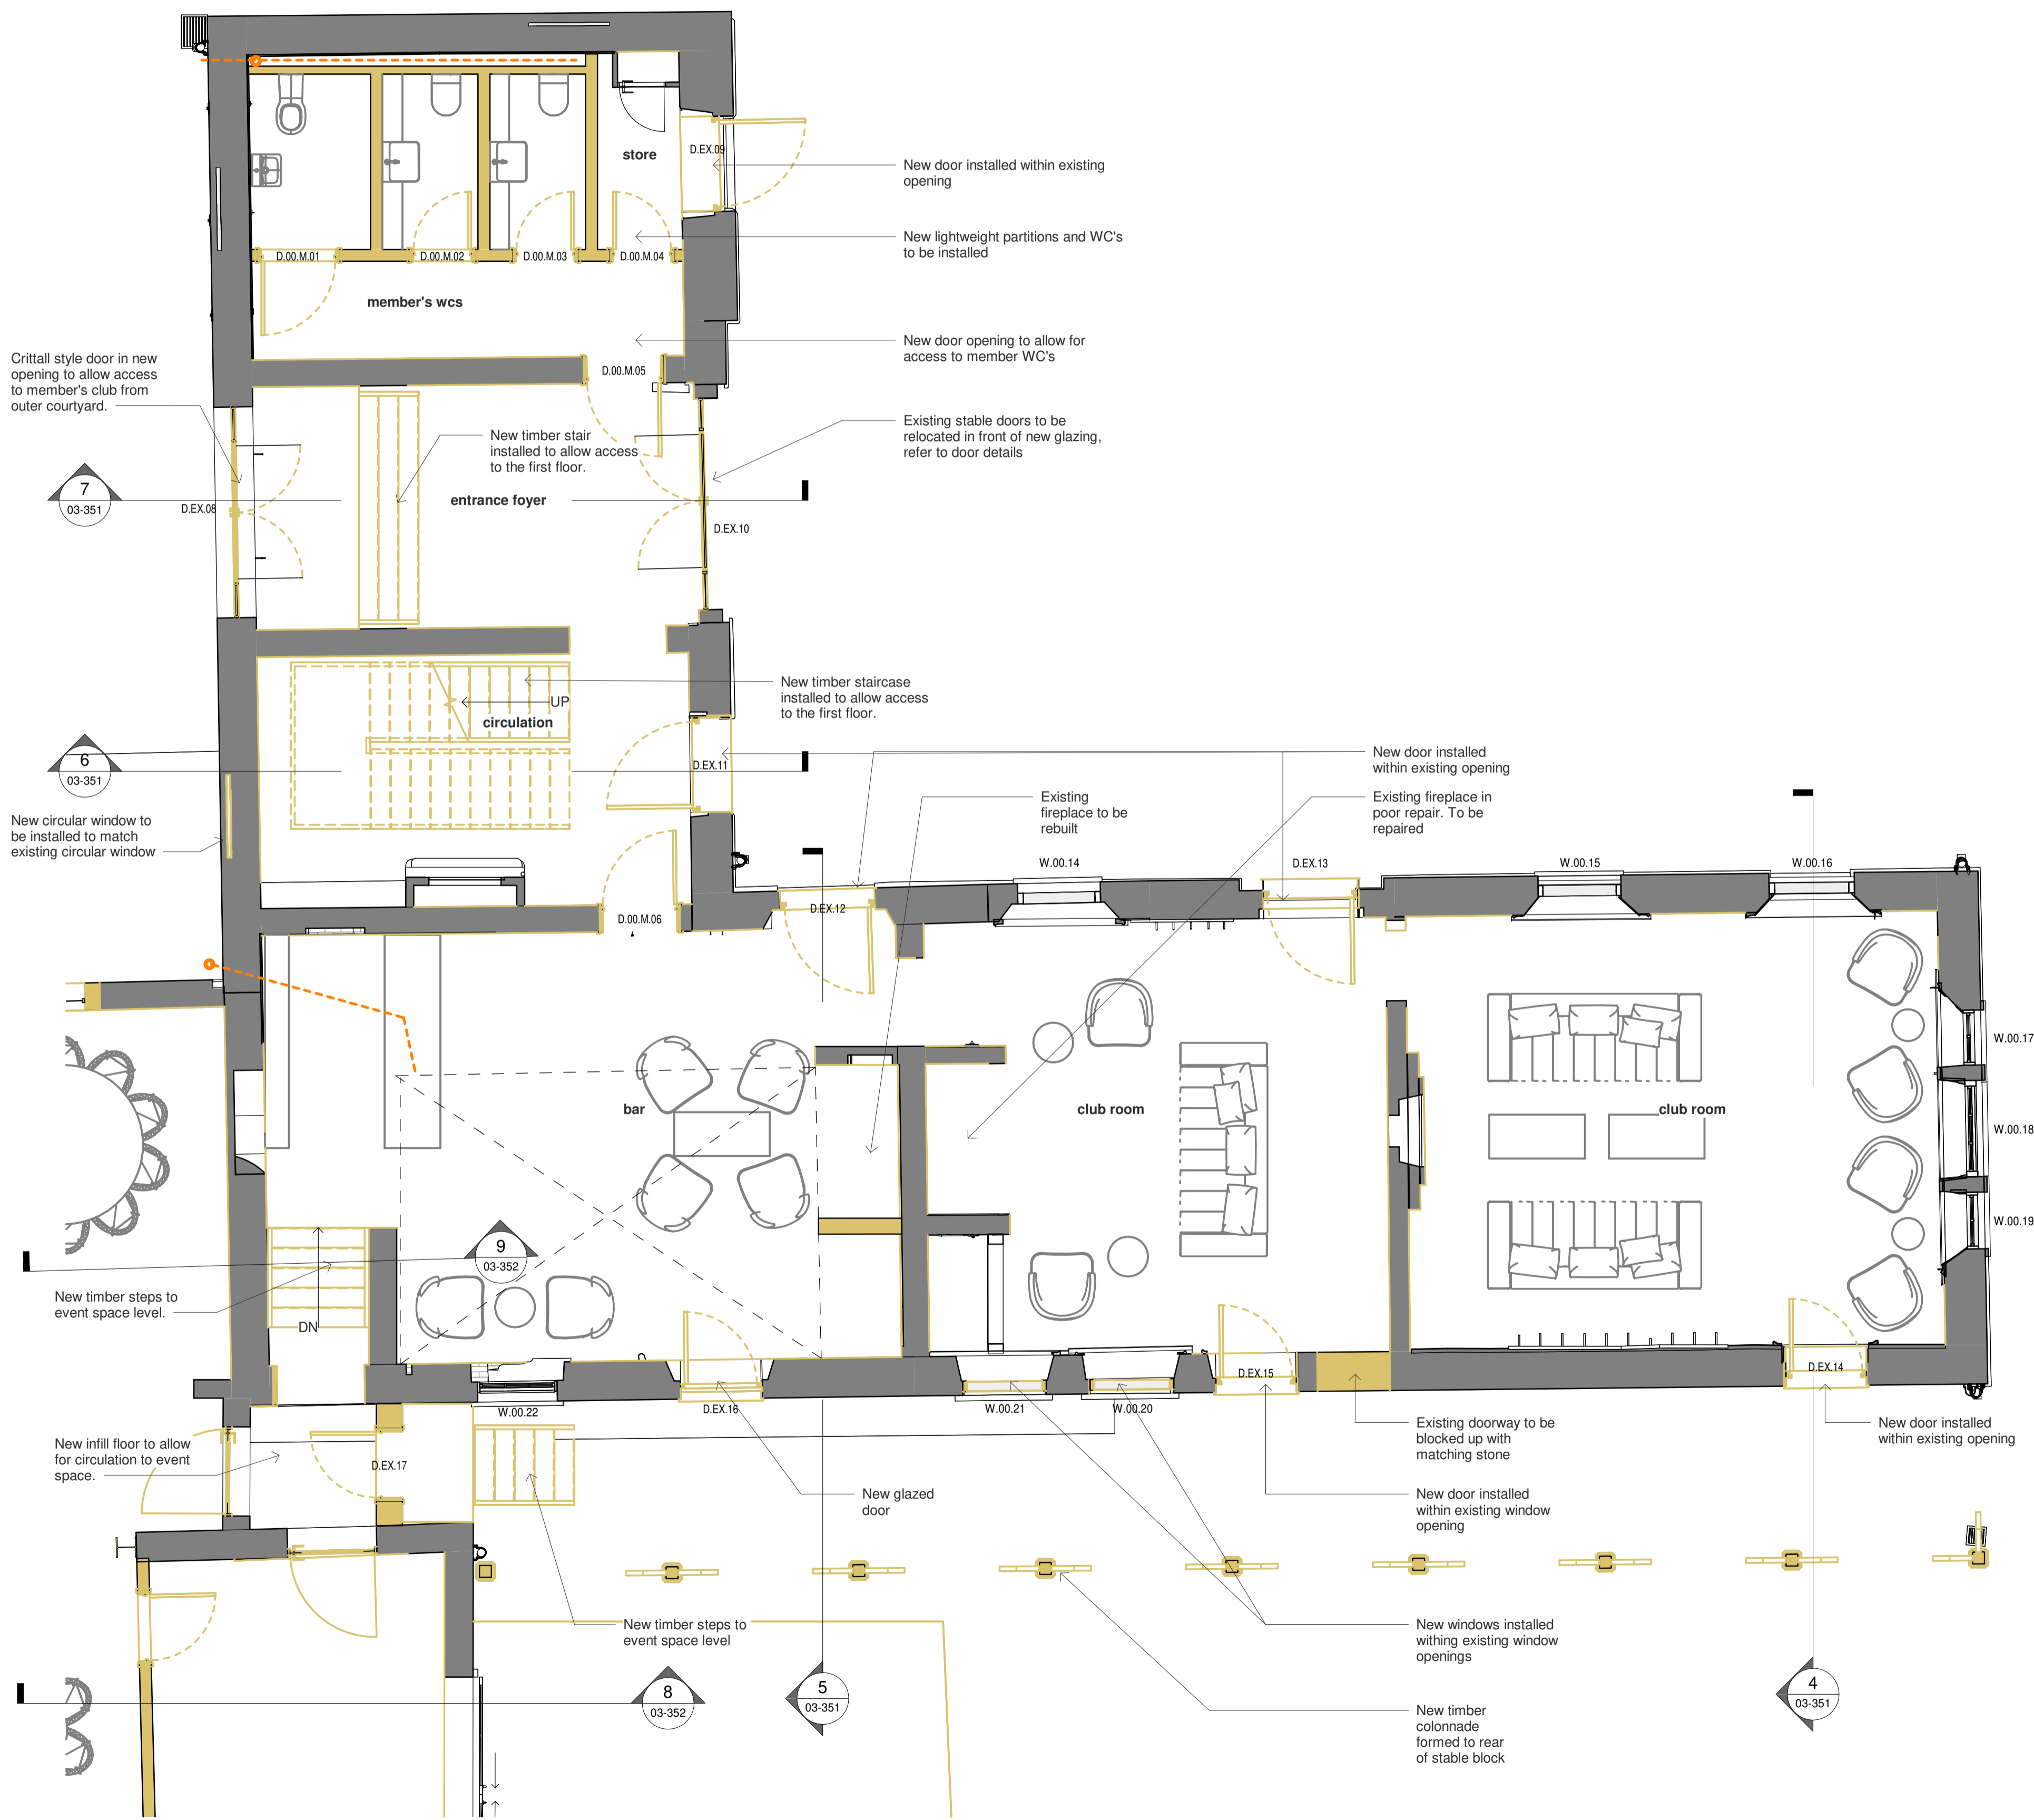 D.EX.09
store
New door installed within existing
opening
New lightweight partitions and WC's
to be installed
D.00.M.01
D.00.M.02
D.00.M.03
D.00.M.04
member's wcs
New door opening to allow for
access to member WC's
D.00.M.05
Crittall style door in new
opening to allow access
to member's club from
outer courtyard.
New timber stair
installed to allow access
to the first floor.
Existing stable doors to be
relocated in front of new glazing,
refer to door details
7
03-351
entrance foyer
D.EX.08
D.EX.10
New timber staircase
installed to allow access
to the first floor.
UP
circulation
6
03-351
D.EX.11
New door installed
within existing opening
New circular window to
be installed to match
existing circular window
Existing
fireplace to be
rebuilt
Existing fireplace in
poor repair. To be
repaired
W.00.14
D.EX.13
W.00.15
W.00.16
D.00.M.06
D.EX.12
W.00.17
bar
club room
club room
W.00.18
W.00.19
9
03-352
New timber steps to
event space level.
DN
D.EX.15
D.EX.14
W.00.22
D.EX.16
W.00.21
W.00.20
New infill floor to allow
for circulation to event
space.
D.EX.17
Existing doorway to be
blocked up with
matching stone
New door installed
within existing opening
New glazed
door
New door installed
within existing window
opening
New timber steps to
event space level
New windows installed
withing existing window
openings
8
03-352
5
03-351
4
03-351
New timber
colonnade
formed to rear
of stable block